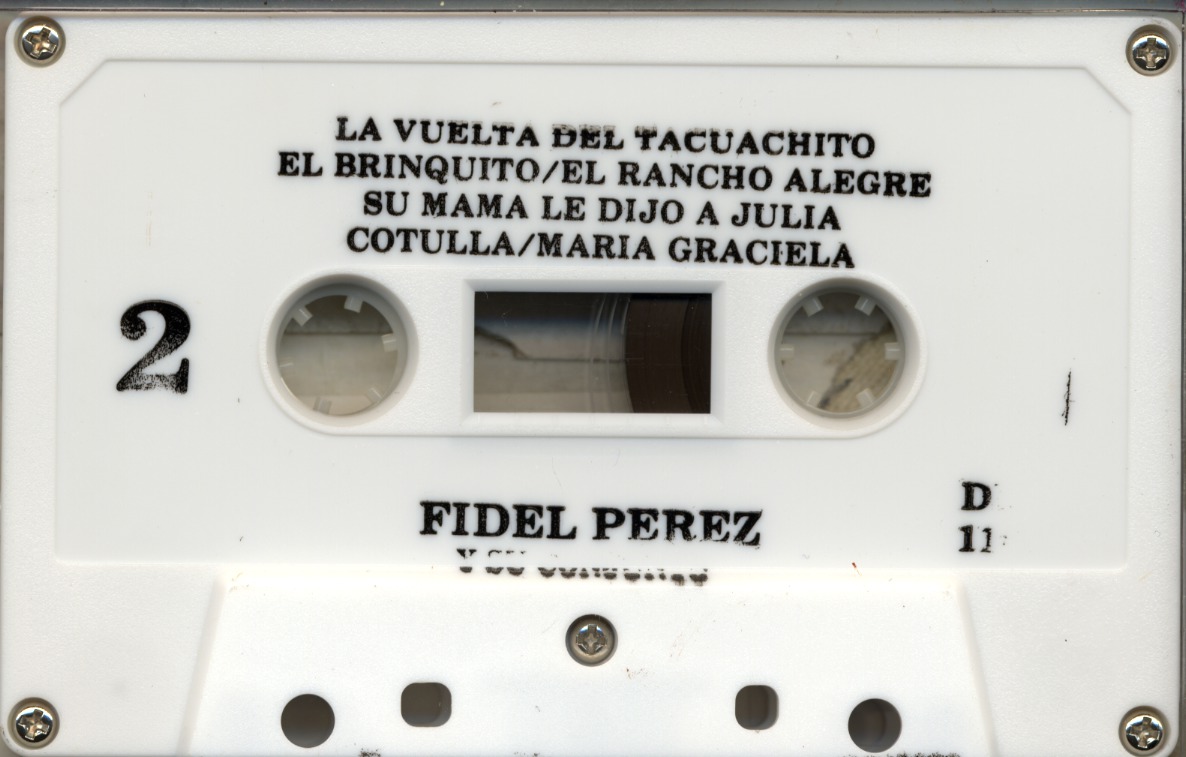 LA VUELTA DEL TACUACHITO
EL BRINQUITO/EL RANCHO ALEGRE
SU MAMA LE DIJO A JULIA
COTULLA/MARIA GRACIELA
2
FIDEL PEREZ
Y SU
D
11